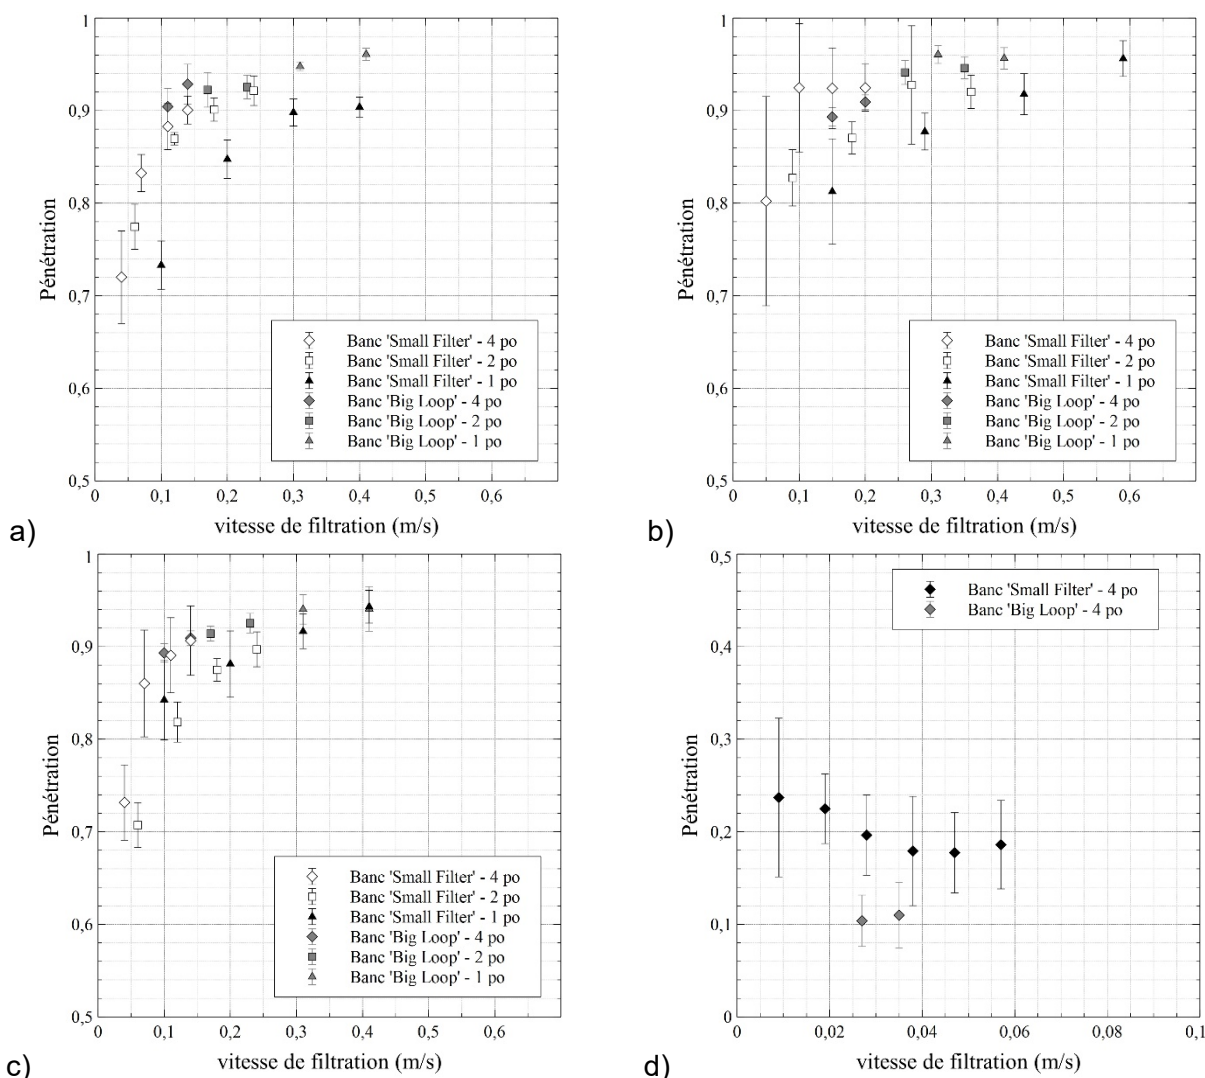 1
0,9
0,8
0,7
0,6
0,5
Pénétration
0 0,1 0,2 0,3 0,4 0,5 0,6
vitesse de filtration (m/s)
Banc 'Small Filter' - 4 po
Banc 'Small Filter' - 2 po
Banc 'Small Filter' - 1 po
Banc 'Big Loop' - 4 po
Banc 'Big Loop' - 2 po
Banc 'Big Loop' - 1 po
a)
1
0,9
0,8
0,7
0,6
0,5
Pénétration
0 0,1 0,2 0,3 0,4 0,5 0,6
vitesse de filtration (m/s)
Banc 'Small Filter' - 4 po
Banc 'Small Filter' - 2 po
Banc 'Small Filter' - 1 po
Banc 'Big Loop' - 4 po
Banc 'Big Loop' - 2 po
Banc 'Big Loop' - 1 po
b)
1
0,9
0,8
0,7
0,6
0,5
Pénétration
0 0,1 0,2 0,3 0,4 0,5 0,6
vitesse de filtration (m/s)
Banc 'Small Filter' - 4 po
Banc 'Small Filter' - 2 po
Banc 'Small Filter' - 1 po
Banc 'Big Loop' - 4 po
Banc 'Big Loop' - 2 po
Banc 'Big Loop' - 1 po
c)
0,5
0,4
0,3
0,2
0,1
0
Pénétration
0 0,02 0,04 0,06 0,08 0,1
vitesse de filtration (m/s)
Banc 'Small Filter' - 4 po
Banc 'Big Loop' - 4 po
d)